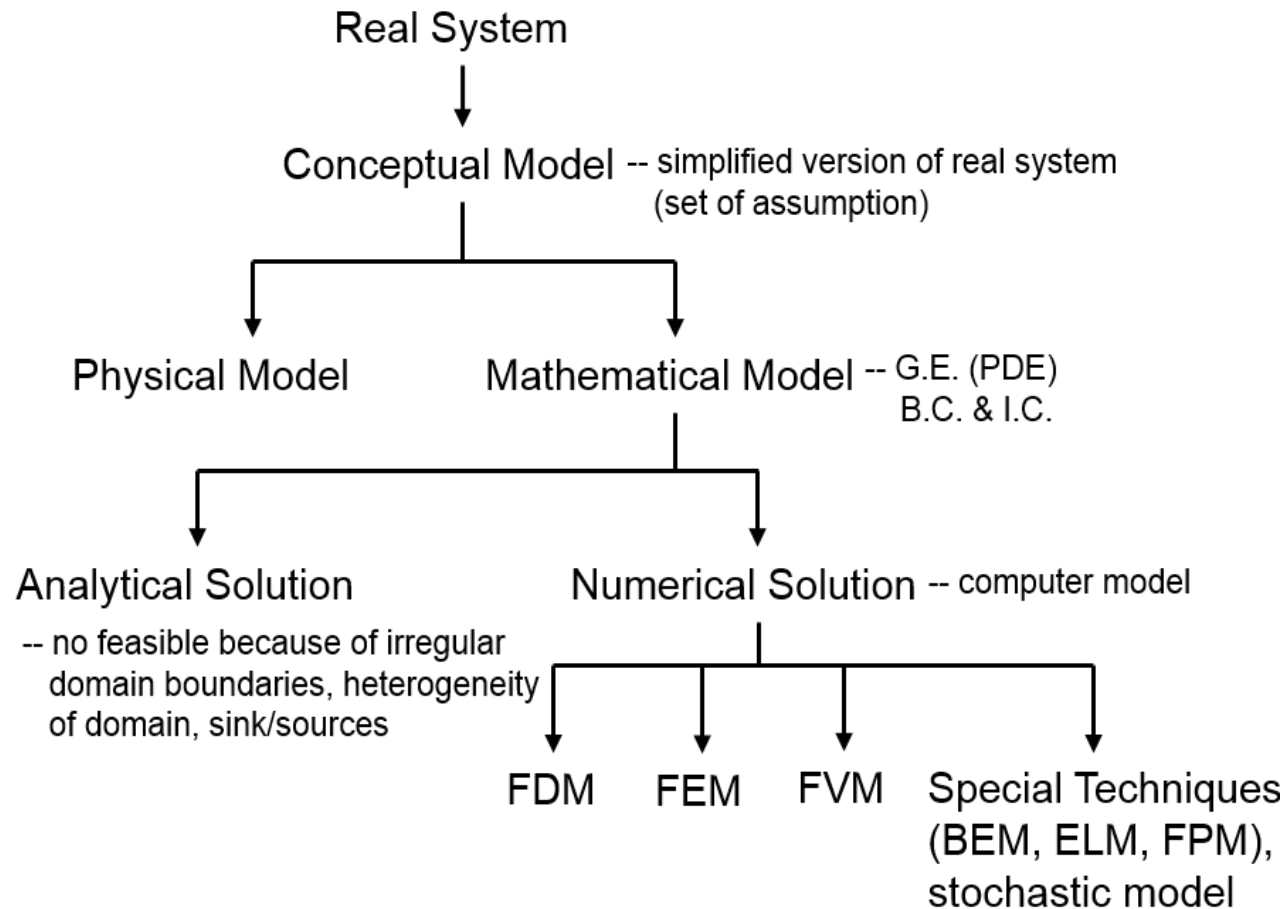 Real System
Conceptual Model -- simplified version of real system
(set of assumption)
Physical Model
Mathematical Model -- G.E. (PDE)
B.C. & I.C.
Analytical Solution
-- no feasible because of irregular
domain boundaries, heterogeneity
of domain, sink/sources
Numerical Solution -- computer model
FDM
FEM
FVM
Special Techniques
(BEM, ELM, FPM),
stochastic model